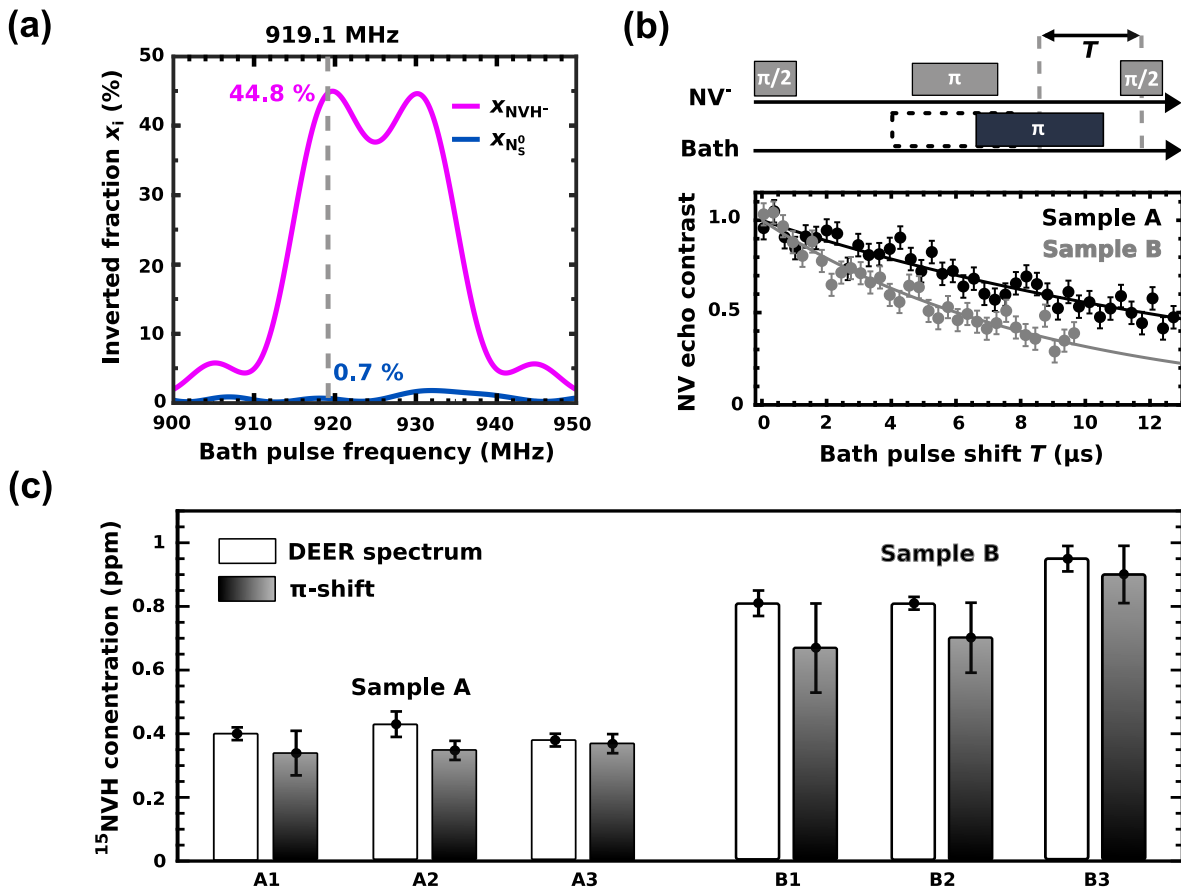 (a)
919.1 MHz
50
40
30
20
10
0
Inverted fraction xᵢ (%)
44.8 %
x_NVH⁻
x_Nₛ⁰
0.7 %
900 910 920 930 940 950
Bath pulse frequency (MHz)
(b)
T
π/2 π π/2
NV⁻
π
Bath
1.0
0.5
0
NV echo contrast
Sample A
Sample B
0 2 4 6 8 10 12
Bath pulse shift T (μs)
(c)
1
0.8
0.6
0.4
0.2
0
¹⁵NVH conentration (ppm)
DEER spectrum
π-shift
Sample A
Sample B
A1 A2 A3 B1 B2 B3